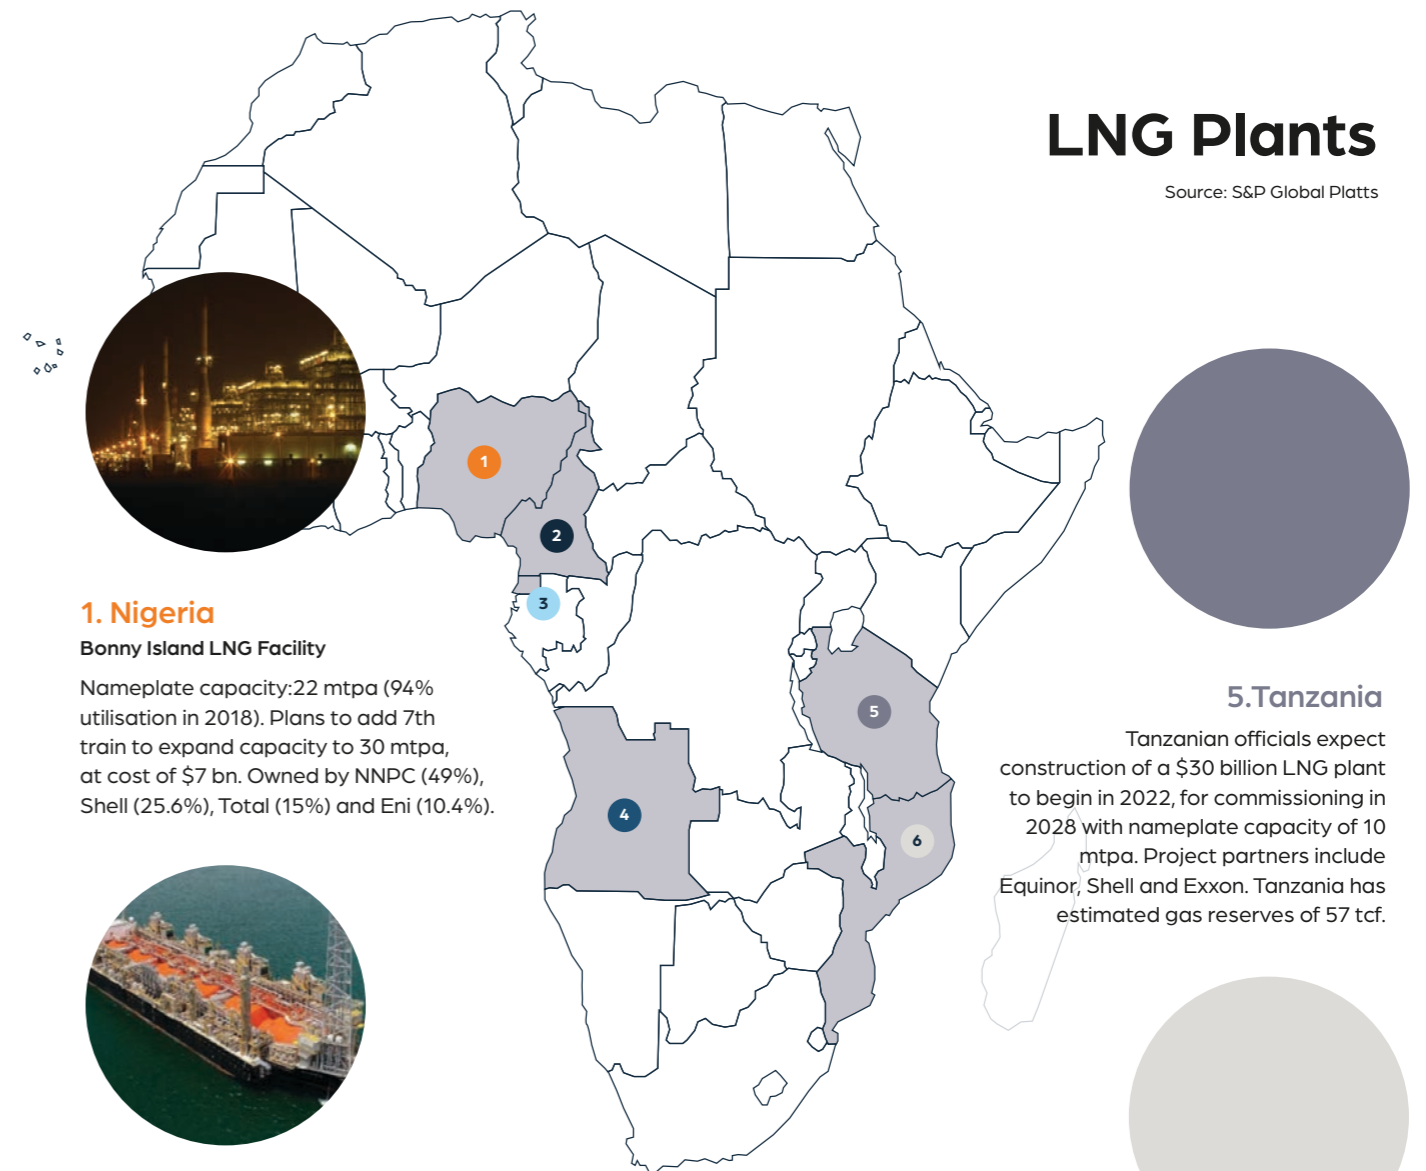 LNG Plants
Source: S&P Global Platts
1
2
3
4
5
6
1. Nigeria
Bonny Island LNG Facility
Nameplate capacity:22 mtpa (94%
utilisation in 2018). Plans to add 7th
train to expand capacity to 30 mtpa,
at cost of $7 bn. Owned by NNPC (49%),
Shell (25.6%), Total (15%) and Eni (10.4%).
5.Tanzania
Tanzanian officials expect
construction of a $30 billion LNG plant
to begin in 2022, for commissioning in
2028 with nameplate capacity of 10
mtpa. Project partners include
Equinor, Shell and Exxon. Tanzania has
estimated gas reserves of 57 tcf.